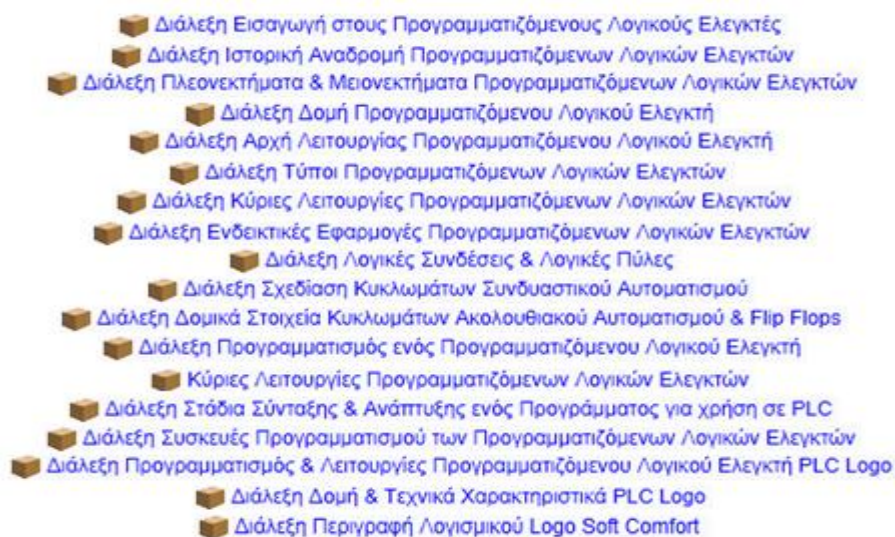 Διάλεξη Εισαγωγή στους Προγραμματιζόμενους Λογικούς Ελεγκτές
Διάλεξη Ιστορική Αναδρομή Προγραμματιζόμενων Λογικών Ελεγκτών
Διάλεξη Πλεονεκτήματα & Μειονεκτήματα Προγραμματιζόμενων Λογικών Ελεγκτών
Διάλεξη Δομή Προγραμματιζόμενου Λογικού Ελεγκτή
Διάλεξη Αρχή Λειτουργίας Προγραμματιζόμενου Λογικού Ελεγκτή
Διάλεξη Τύποι Προγραμματιζόμενων Λογικών Ελεγκτών
Διάλεξη Κύριες Λειτουργίες Προγραμματιζόμενων Λογικών Ελεγκτών
Διάλεξη Ενδεικτικές Εφαρμογές Προγραμματιζόμενων Λογικών Ελεγκτών
Διάλεξη Λογικές Συνδέσεις & Λογικές Πύλες
Διάλεξη Σχεδίαση Κυκλωμάτων Συνδυαστικού Αυτοματισμού
Διάλεξη Δομικά Στοιχεία Κυκλωμάτων Ακολουθιακού Αυτοματισμού & Flip Flops
Διάλεξη Προγραμματισμός ενός Προγραμματιζόμενου Λογικού Ελεγκτή
Κύριες Λειτουργίες Προγραμματιζόμενων Λογικών Ελεγκτών
Διάλεξη Στάδια Σύνταξης & Ανάπτυξης ενός Προγράμματος για χρήση σε PLC
Διάλεξη Συσκευές Προγραμματισμού των Προγραμματιζόμενων Λογικών Ελεγκτών
Διάλεξη Προγραμματισμός & Λειτουργίες Προγραμματιζόμενου Λογικού Ελεγκτή PLC Logo
Διάλεξη Δομή & Τεχνικά Χαρακτηριστικά PLC Logo
Διάλεξη Περιγραφή Λογισμικού Logo Soft Comfort